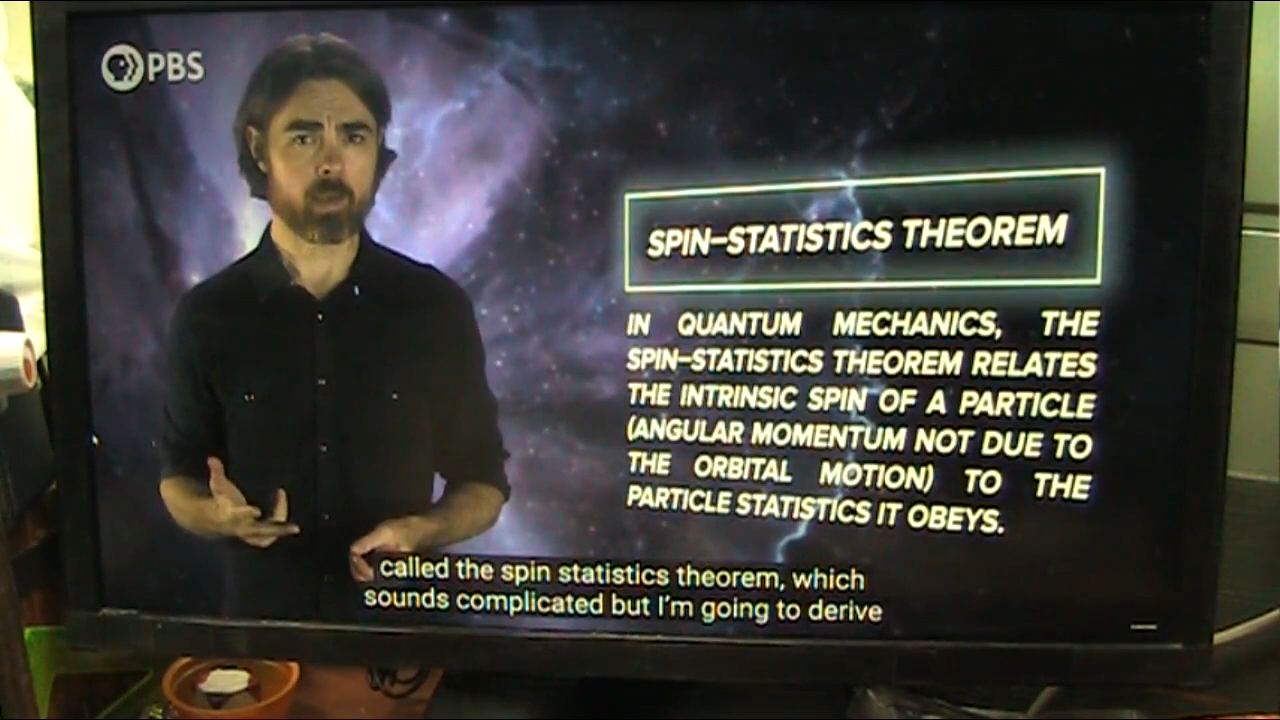 PBS
SPIN–STATISTICS THEOREM
IN QUANTUM MECHANICS, THE
SPIN–STATISTICS THEOREM RELATES
THE INTRINSIC SPIN OF A PARTICLE
(ANGULAR MOMENTUM NOT DUE TO
THE ORBITAL MOTION) TO THE
PARTICLE STATISTICS IT OBEYS.
called the spin statistics theorem, which
sounds complicated but I'm going to derive